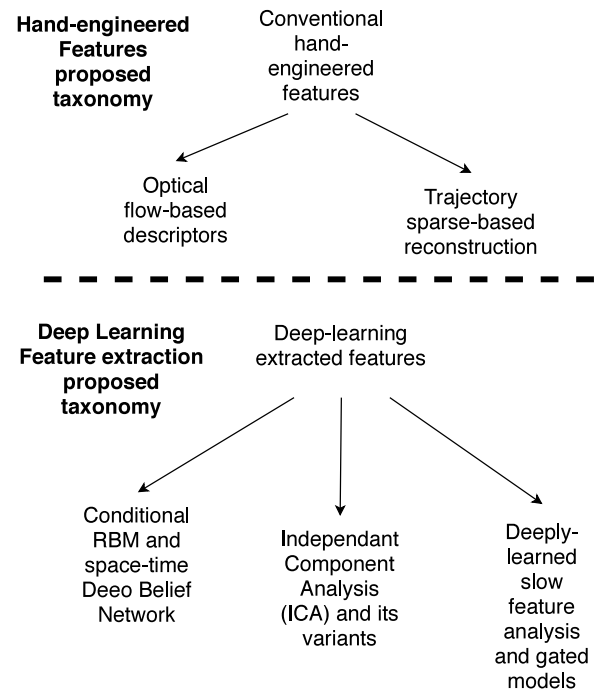 Hand-engineered
Features
proposed
taxonomy
Conventional
hand-
engineered
features
Optical
flow-based
descriptors
Trajectory
sparse-based
reconstruction
Deep Learning
Feature extraction
proposed
taxonomy
Deep-learning
extracted features
Conditional
RBM and
space-time
Deeo Belief
Network
Independant
Component
Analysis
(ICA) and its
variants
Deeply-
learned
slow
feature
analysis
and gated
models